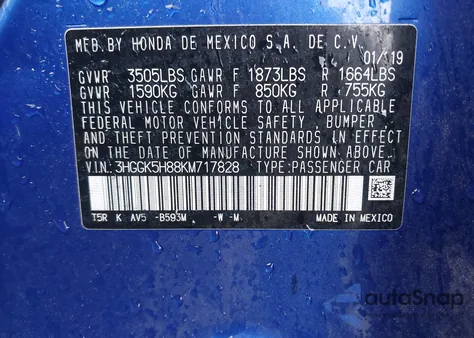 MFD.BY HONDA DE MEXICO S.A. DE C.V. 01/19
GVWR 3505LBS GAWR F 1873LBS R 1664LBS
GVWR 1590KG GAWR F 850KG R 755KG
THIS VEHICLE CONFORMS TO ALL APPLICABLE
FEDERAL MOTOR VEHICLE SAFETY, BUMPER
AND THEFT PREVENTION STANDARDS IN EFFECT
ON THE DATE OF MANUFACTURE SHOWN ABOVE.
V.I.N.:3HGGK5H88KM717828 TYPE:PASSENGER CAR
T5R K AV5 -B593M -W -M MADE IN MEXICO
autoSnap